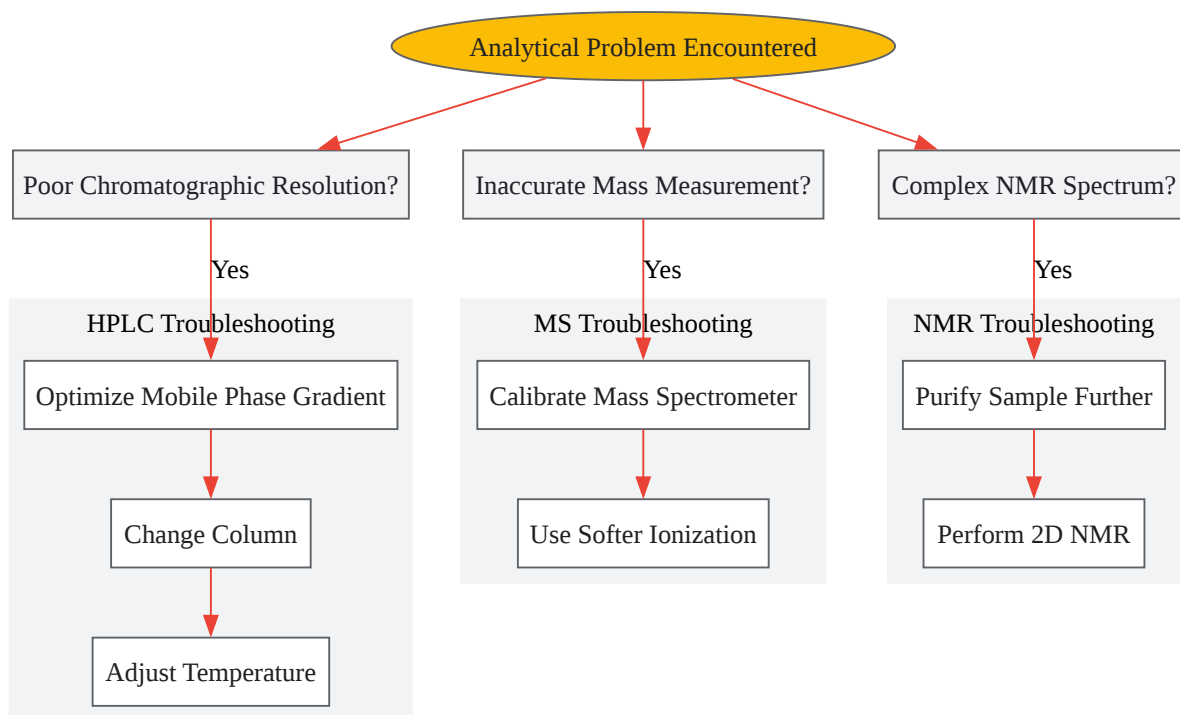 Analytical Problem Encountered
Poor Chromatographic Resolution?
Inaccurate Mass Measurement?
Complex NMR Spectrum?
Yes
Yes
Yes
HPLC Troubleshooting
MS Troubleshooting
NMR Troubleshooting
Optimize Mobile Phase Gradient
Calibrate Mass Spectrometer
Purify Sample Further
Change Column
Use Softer Ionization
Perform 2D NMR
Adjust Temperature